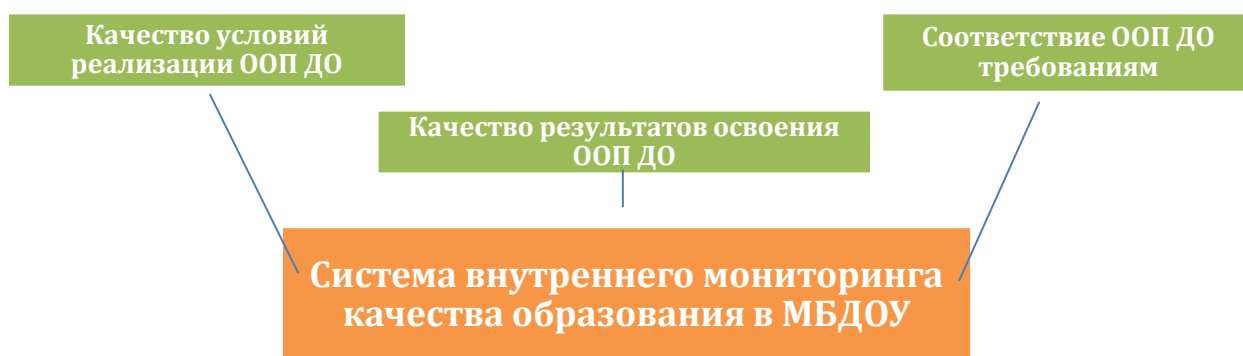 Качество условий
реализации ООП ДО
Соответствие ООП ДО
требованиям
Качество результатов освоения
ООП ДО
Система внутреннего мониторинга
качества образования в МБДОУ